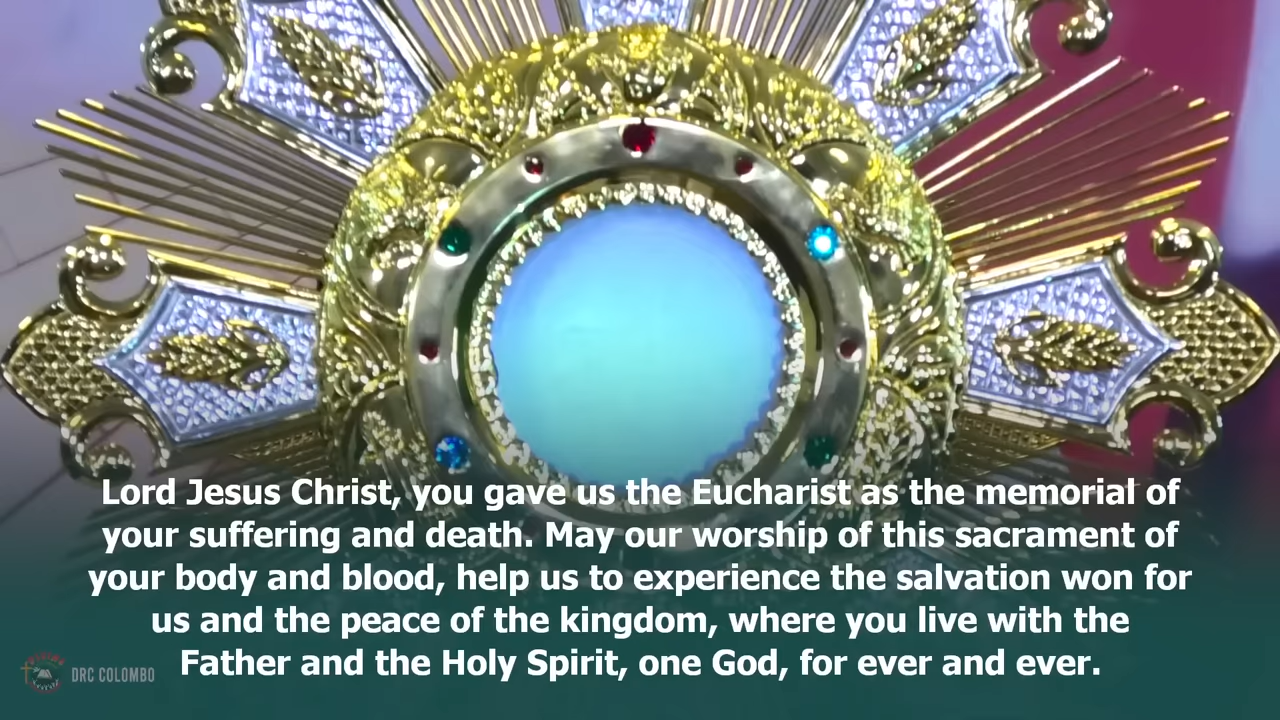 Lord Jesus Christ, you gave us the Eucharist as the memorial of
your suffering and death. May our worship of this sacrament of
your body and blood, help us to experience the salvation won for
us and the peace of the kingdom, where you live with the
Father and the Holy Spirit, one God, for ever and ever.
DRC COLOMBO